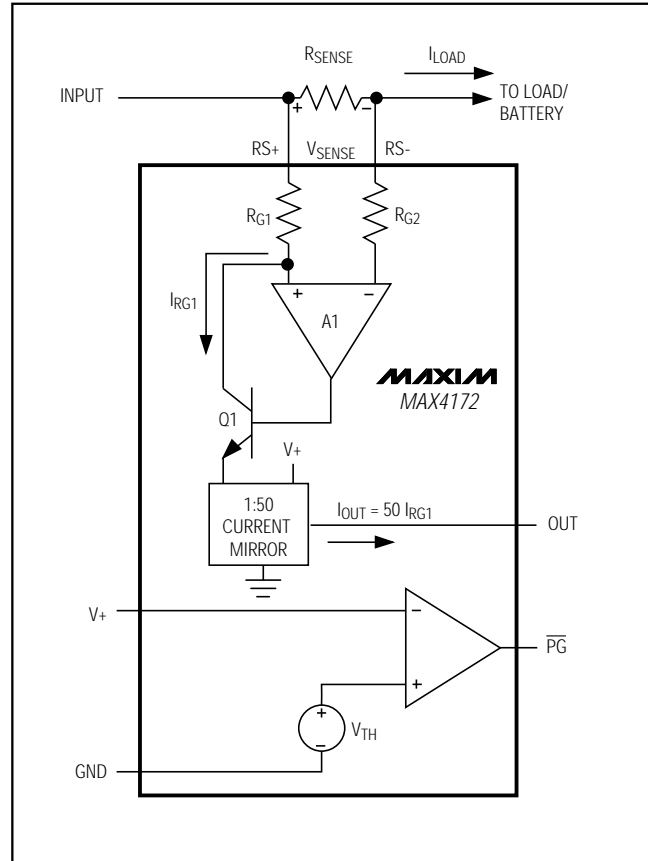 RSENSE
ILOAD
INPUT
TO LOAD/
BATTERY
+ -
RS+ VSENSE RS-
RG1
RG2
IRG1
+ -
A1
MAXIM
MAX4172
Q1
V+
1:50
CURRENT
MIRROR
IOUT = 50 IRG1
OUT
V+
-
PG
+
+
VTH
-
GND